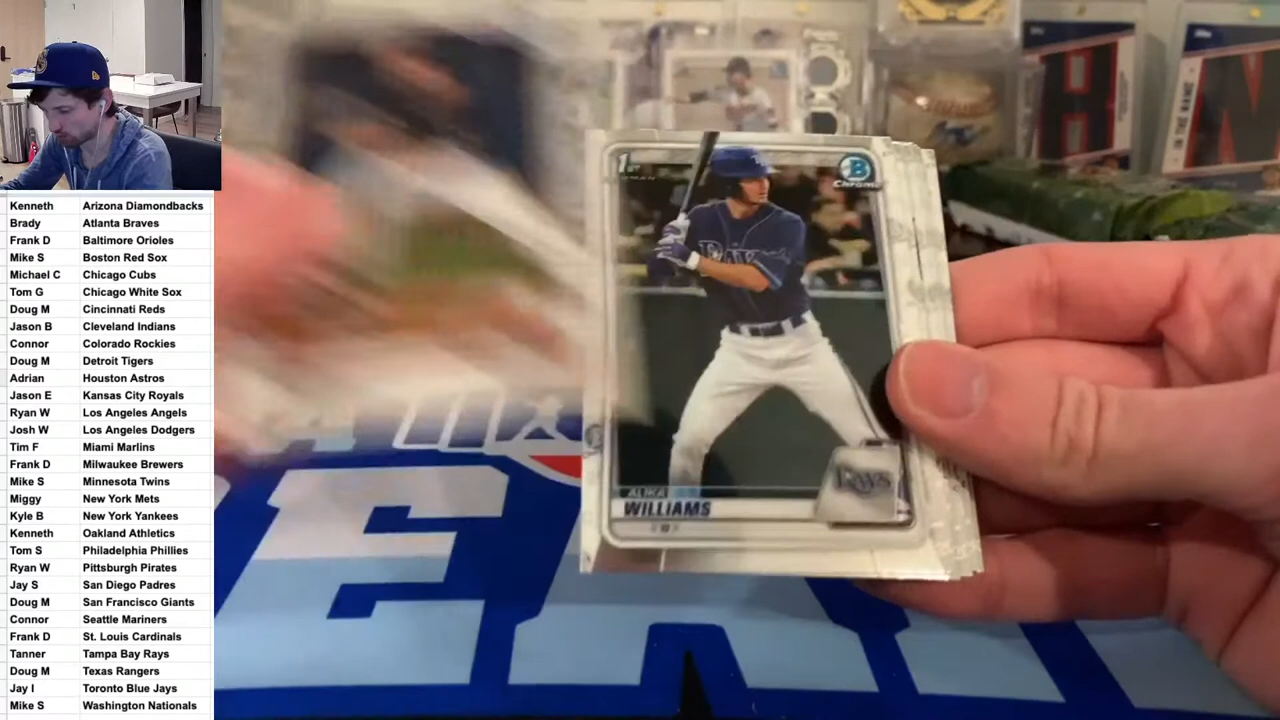 Kenneth Arizona Diamondbacks
Brady Atlanta Braves
Frank D Baltimore Orioles
Mike S Boston Red Sox
Michael C Chicago Cubs
Tom G Chicago White Sox
Doug M Cincinnati Reds
Jason B Cleveland Indians
Connor Colorado Rockies
Doug M Detroit Tigers
Adrian Houston Astros
Jason E Kansas City Royals
Ryan W Los Angeles Angels
Josh W Los Angeles Dodgers
Tim F Miami Marlins
Frank D Milwaukee Brewers
Mike S Minnesota Twins
Miggy New York Mets
Kyle B New York Yankees
Kenneth Oakland Athletics
Tom S Philadelphia Phillies
Ryan W Pittsburgh Pirates
Jay S San Diego Padres
Doug M San Francisco Giants
Connor Seattle Mariners
Frank D St. Louis Cardinals
Tanner Tampa Bay Rays
Doug M Texas Rangers
Jay I Toronto Blue Jays
Mike S Washington Nationals
1st
B
Chrome
RAYS
RAYS
ALIKA
WILLIAMS
H
N